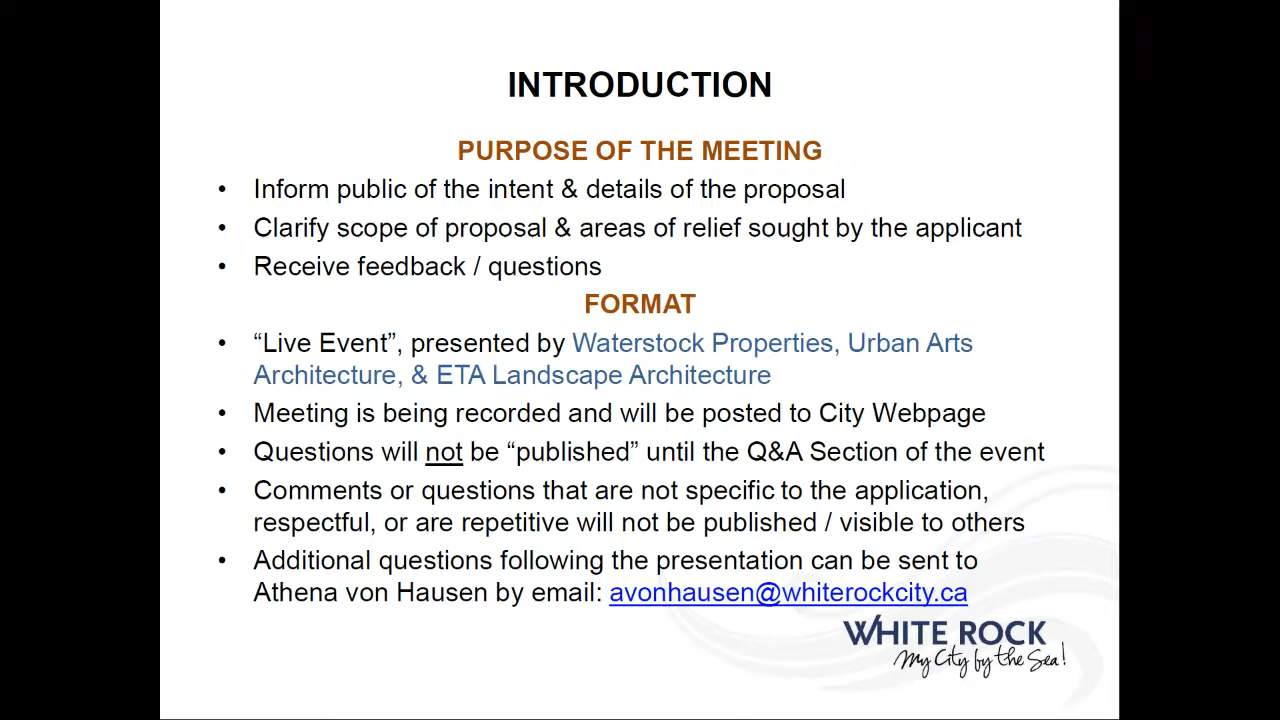 INTRODUCTION
PURPOSE OF THE MEETING
• Inform public of the intent & details of the proposal
• Clarify scope of proposal & areas of relief sought by the applicant
• Receive feedback / questions
FORMAT
• “Live Event”, presented by Waterstock Properties, Urban Arts
Architecture, & ETA Landscape Architecture
• Meeting is being recorded and will be posted to City Webpage
• Questions will not be “published” until the Q&A Section of the event
• Comments or questions that are not specific to the application,
respectful, or are repetitive will not be published / visible to others
• Additional questions following the presentation can be sent to
Athena von Hausen by email: avonhausen@whiterockcity.ca
WHITE ROCK
My City by the Sea!